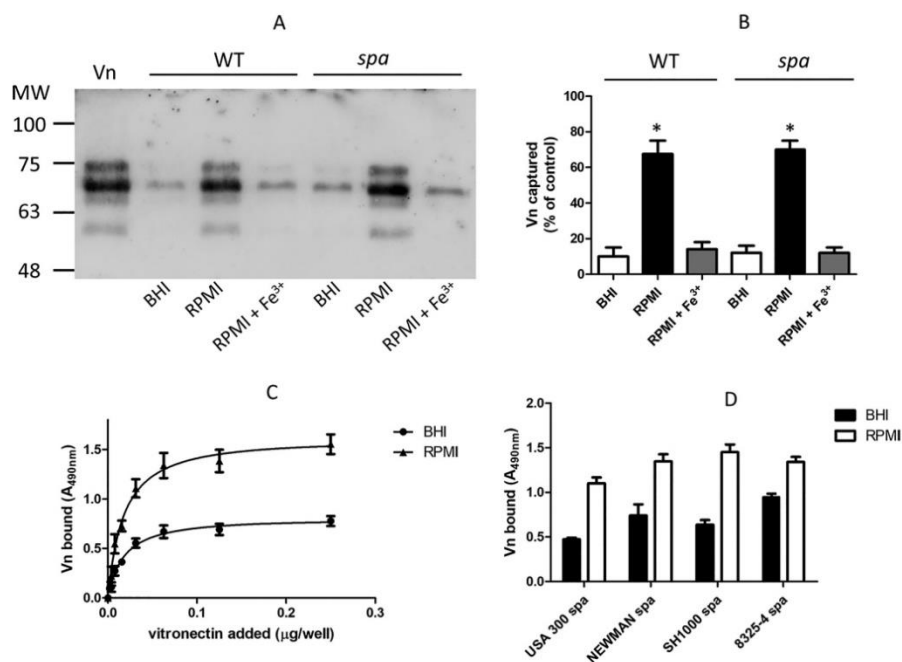 A
WT
spa
Vn
MW
100
75
63
48
BHI
RPMI
RPMI + Fe³⁺
BHI
RPMI
RPMI + Fe³⁺
B
WT
spa
Vn captured
(% of control)
100
80
60
40
20
0
*
*
BHI
RPMI
RPMI + Fe³⁺
BHI
RPMI
RPMI + Fe³⁺
C
Vn bound (A490nm)
1.5
1.0
0.5
0.0
0.0
0.1
0.2
0.3
vitronectin added (µg/well)
BHI
RPMI
D
Vn bound (A490nm)
2.0
1.5
1.0
0.5
0.0
USA 300 spa
NEWMAN spa
SH1000 spa
8325-4 spa
BHI
RPMI